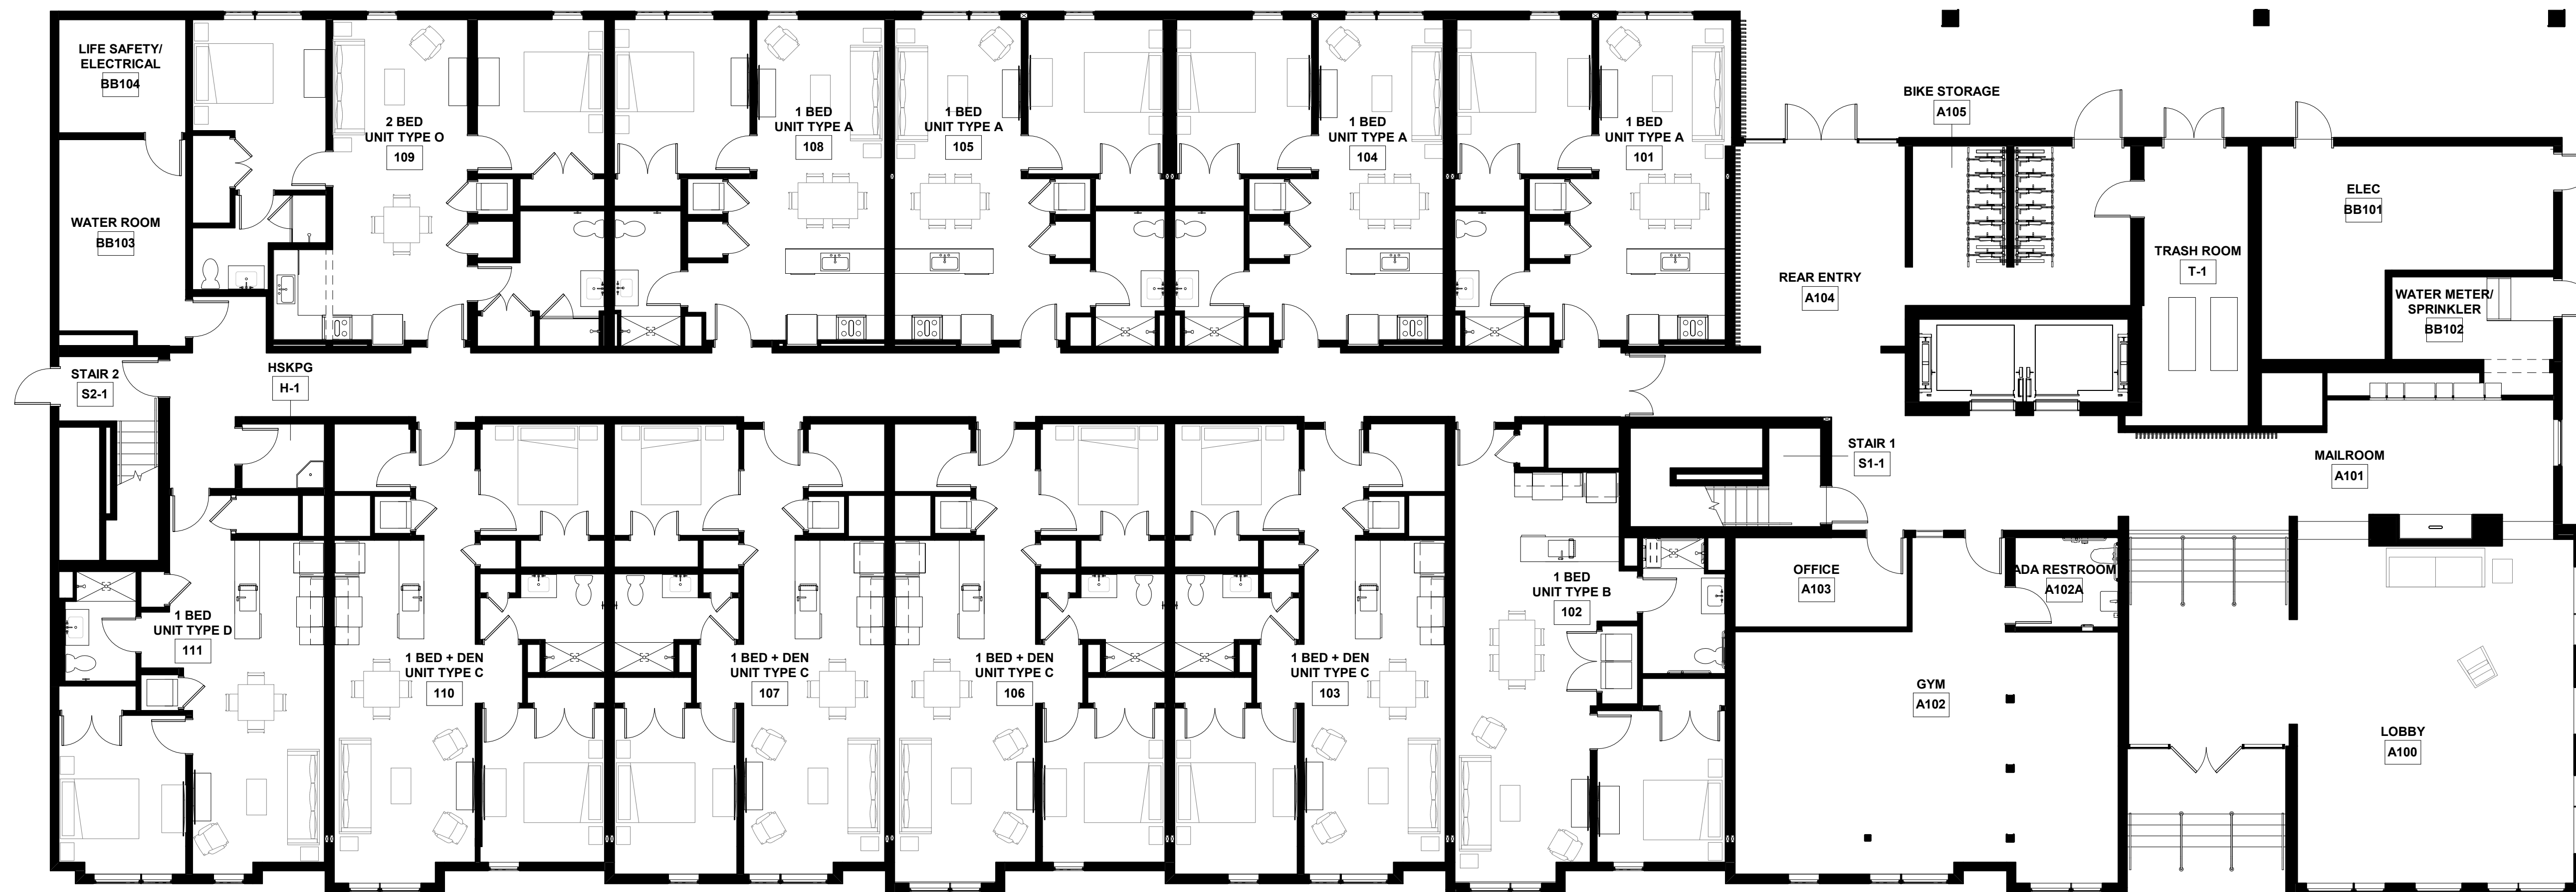 LIFE SAFETY/
ELECTRICAL
BB104
2 BED
UNIT TYPE O
109
1 BED
UNIT TYPE A
108
1 BED
UNIT TYPE A
105
1 BED
UNIT TYPE A
104
1 BED
UNIT TYPE A
101
BIKE STORAGE
A105
WATER ROOM
BB103
ELEC
BB101
TRASH ROOM
T-1
REAR ENTRY
A104
WATER METER/
SPRINKLER
BB102
STAIR 2
S2-1
HSKPG
H-1
STAIR 1
S1-1
MAILROOM
A101
1 BED
UNIT TYPE D
111
1 BED + DEN
UNIT TYPE C
110
1 BED + DEN
UNIT TYPE C
107
1 BED + DEN
UNIT TYPE C
106
1 BED + DEN
UNIT TYPE C
103
1 BED
UNIT TYPE B
102
OFFICE
A103
ADA RESTROOM
A102A
GYM
A102
LOBBY
A100